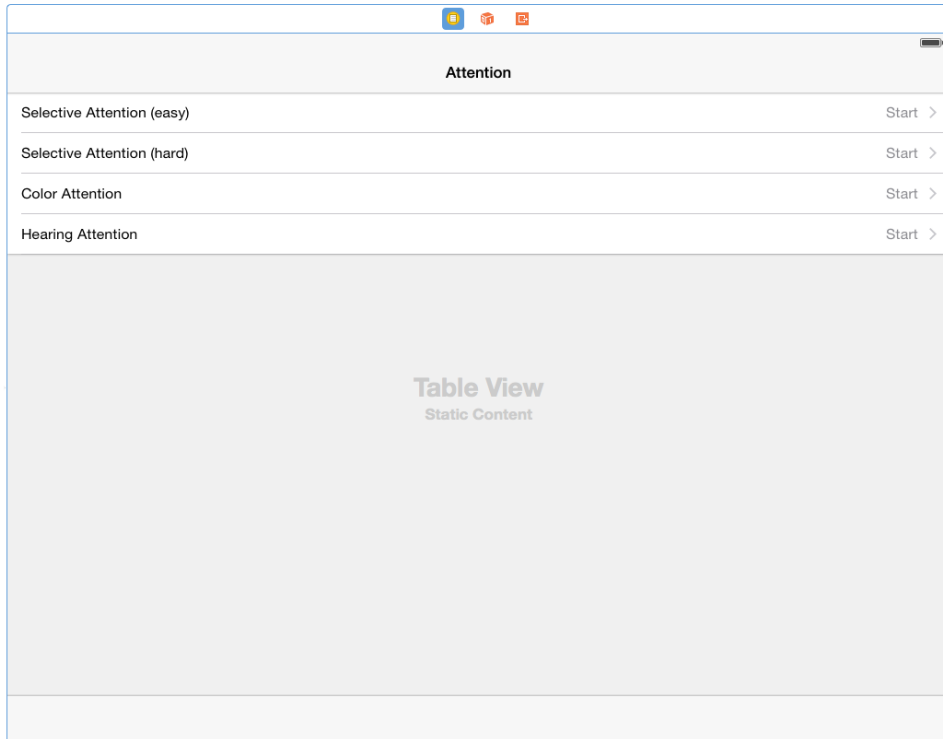 Attention
Selective Attention (easy) Start
Selective Attention (hard) Start
Color Attention Start
Hearing Attention Start
Table View
Static Content